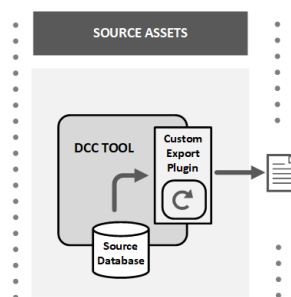 SOURCE ASSETS
DCC TOOL
Custom
Export
Plugin
Source
Database